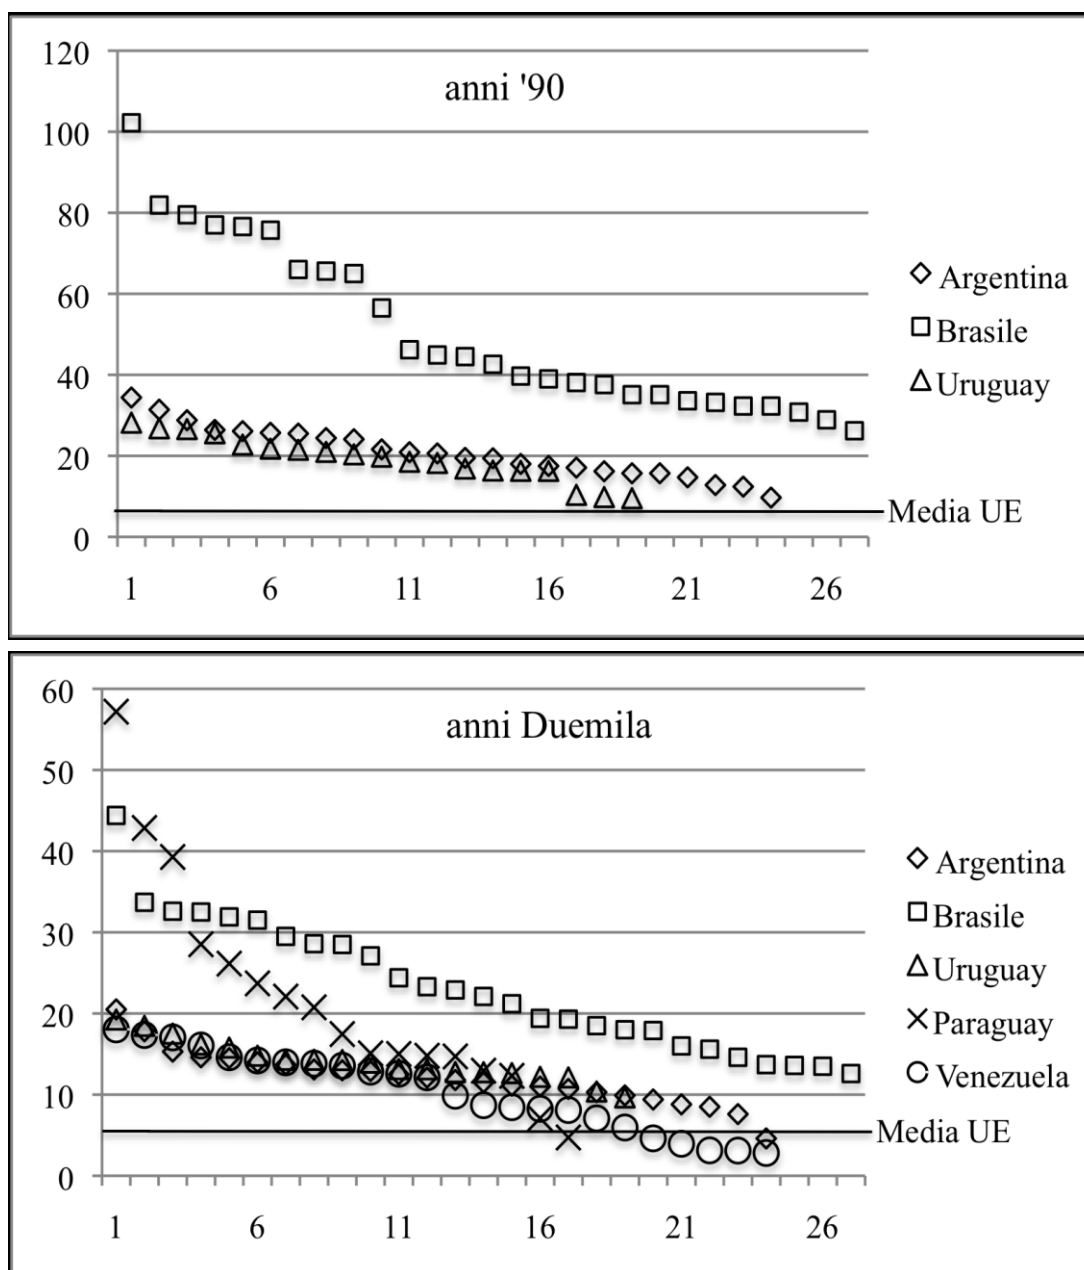 anni '90
120
100
80
60
40
20
0
1 6 11 16 21 26
Argentina
Brasile
Uruguay
Media UE
anni Duemila
60
50
40
30
20
10
0
1 6 11 16 21 26
Argentina
Brasile
Uruguay
Paraguay
Venezuela
Media UE